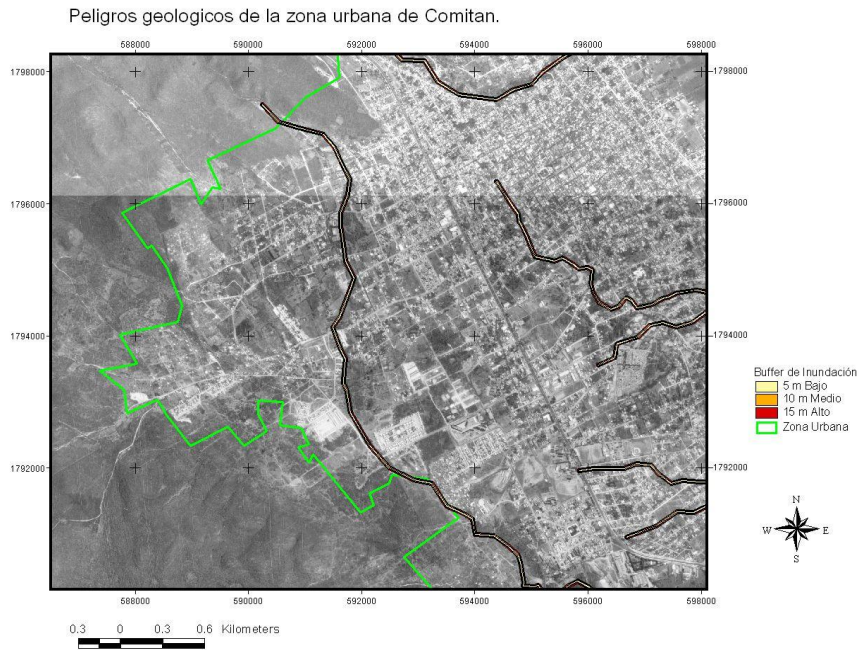 Peligros geologicos de la zona urbana de Comitan.
588000 590000 592000 594000 596000 598000
1798000 1798000
1796000 1796000
1794000 1794000
1792000 1792000
588000 590000 592000 594000 596000 598000
Buffer de Inundación
5 m Bajo
10 m Medio
15 m Alto
Zona Urbana
N
W E
S
0.3 0 0.3 0.6 Kilometers